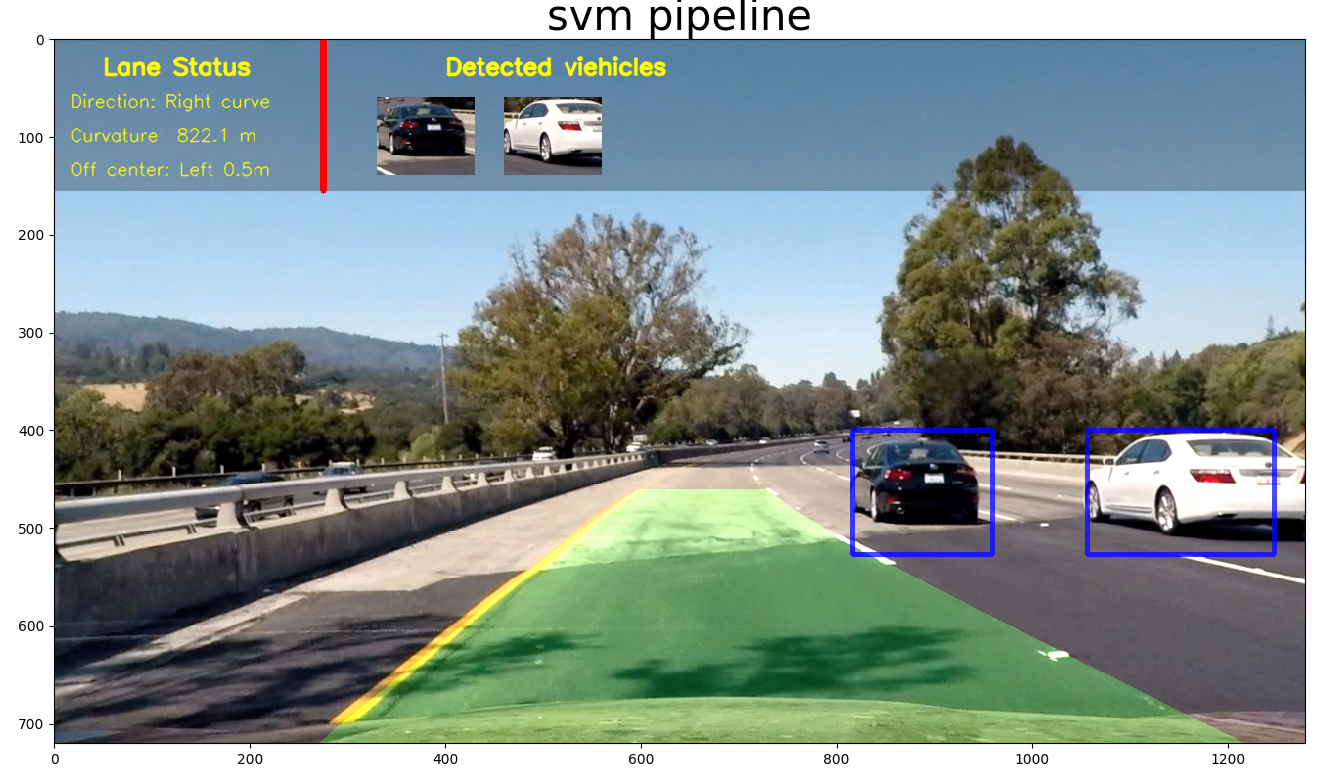 svm pipeline
Lane Status
Detected viehicles
Direction: Right curve
Curvature 822.1 m
Off center: Left 0.5m
0
100
200
300
400
500
600
700
0
200
400
600
800
1000
1200